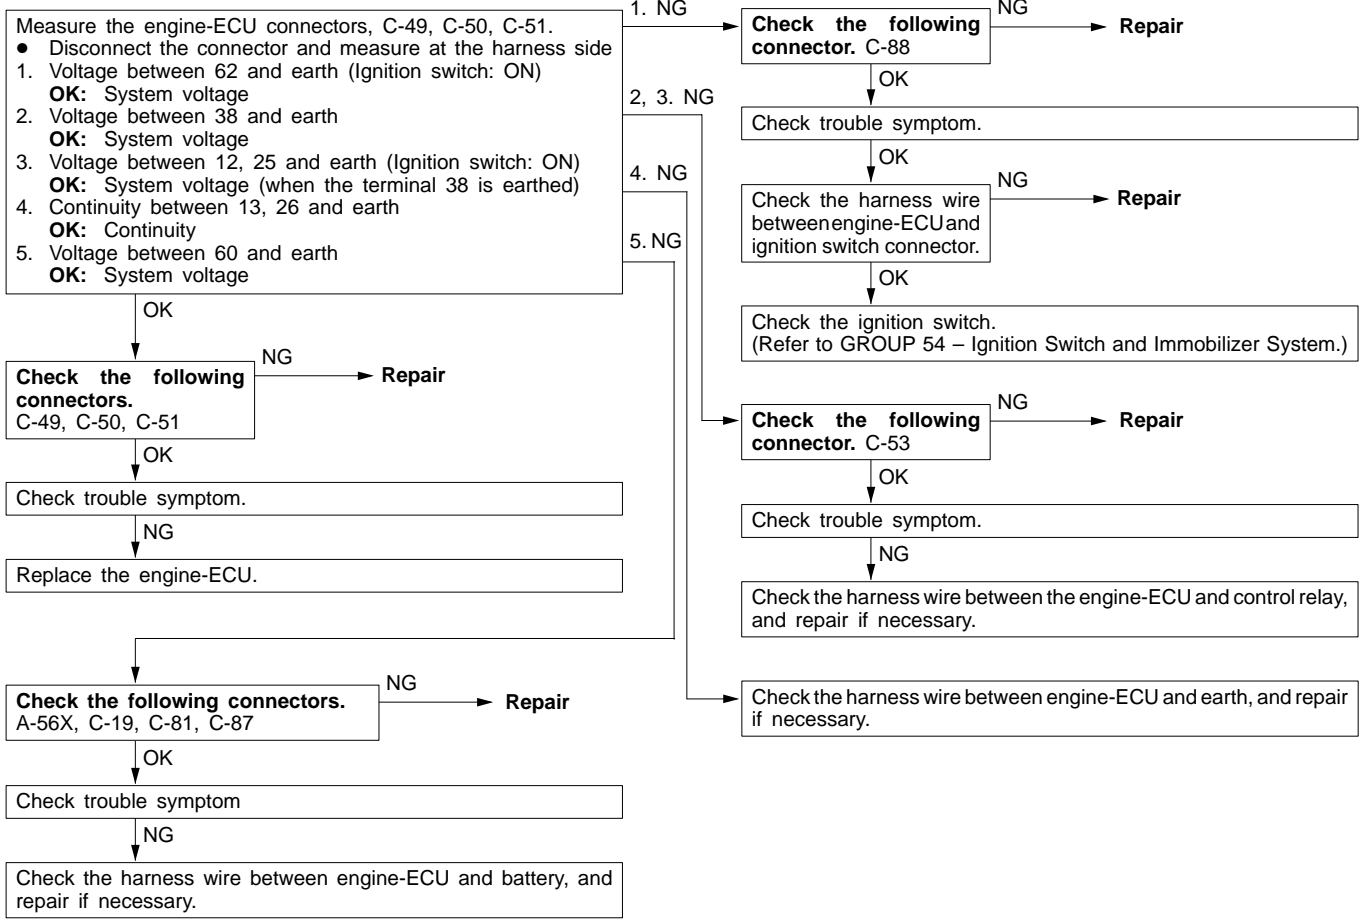 Measure the engine-ECU connectors, C-49, C-50, C-51.
● Disconnect the connector and measure at the harness side
1. Voltage between 62 and earth (Ignition switch: ON)
OK: System voltage
2. Voltage between 38 and earth
OK: System voltage
3. Voltage between 12, 25 and earth (Ignition switch: ON)
OK: System voltage (when the terminal 38 is earthed)
4. Continuity between 13, 26 and earth
OK: Continuity
5. Voltage between 60 and earth
OK: System voltage
OK
Check the following
connectors.
C-49, C-50, C-51
NG
Repair
OK
Check trouble symptom.
NG
Replace the engine-ECU.
1. NG
Check the following
connector. C-88
NG
Repair
OK
Check trouble symptom.
OK
Check the harness wire
between engine-ECU and
ignition switch connector.
NG
Repair
OK
Check the ignition switch.
(Refer to GROUP 54 – Ignition Switch and Immobilizer System.)
2, 3. NG
Check the following
connector. C-53
NG
Repair
OK
Check trouble symptom.
NG
Check the harness wire between the engine-ECU and control relay,
and repair if necessary.
4. NG
Check the harness wire between engine-ECU and earth, and repair
if necessary.
5. NG
Check the following connectors.
A-56X, C-19, C-81, C-87
NG
Repair
OK
Check trouble symptom
NG
Check the harness wire between engine-ECU and battery, and
repair if necessary.